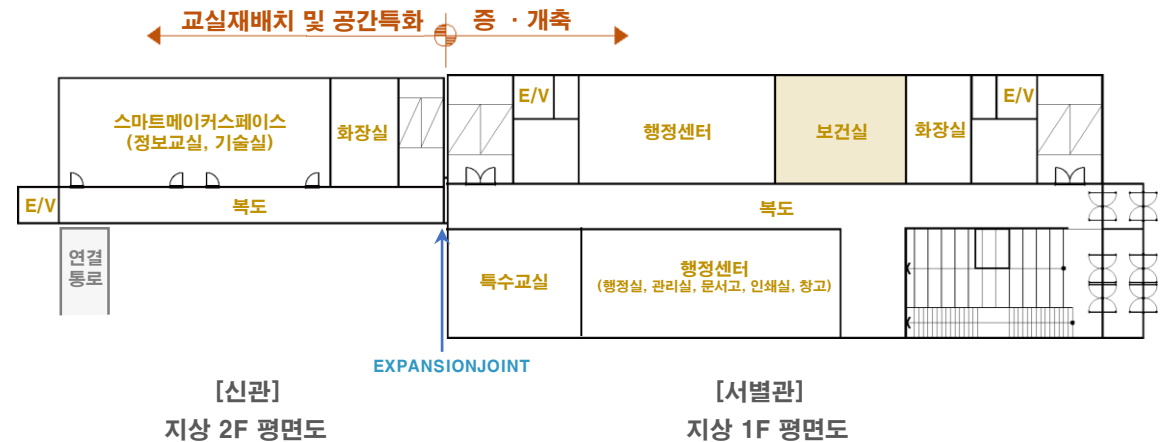 교실재배치 및 공간특화
증 · 개축
E/V
E/V
스마트메이커스페이스
(정보교실, 기술실)
화장실
행정센터
보건실
화장실
E/V
복도
복도
연결
통로
특수교실
행정센터
(행정실, 관리실, 문서고, 인쇄실, 창고)
EXPANSIONJOINT
[신관]
[서별관]
지상 2F 평면도
지상 1F 평면도